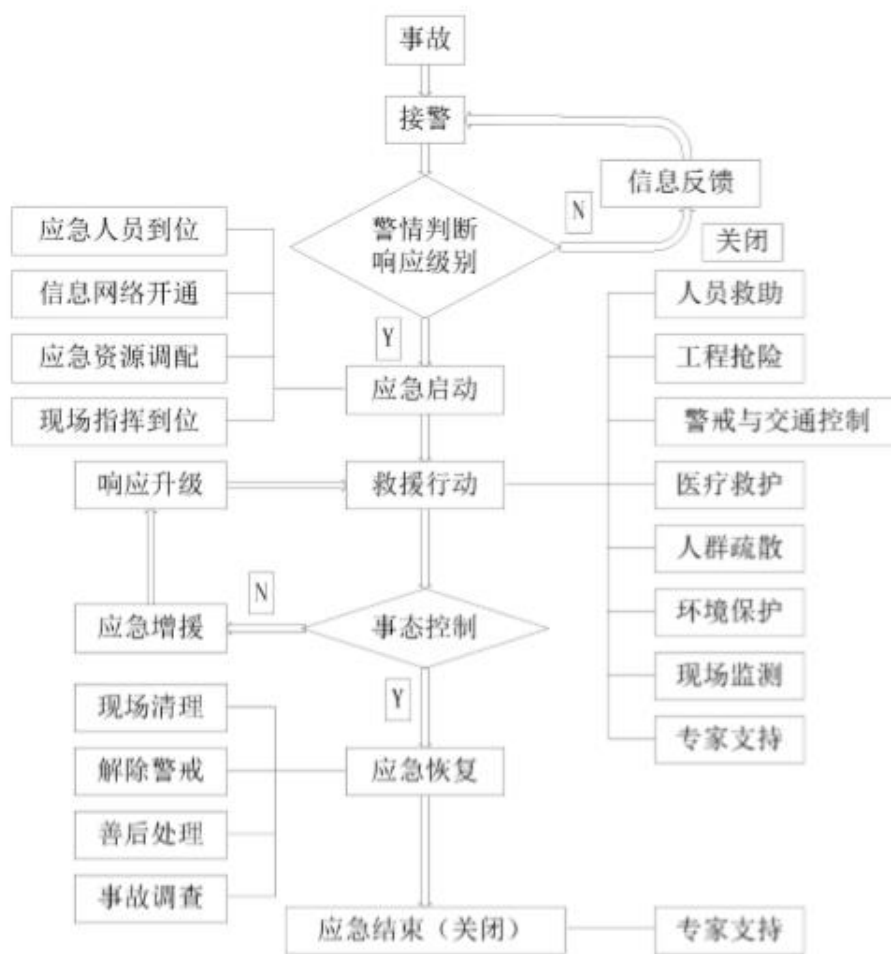 事故
接警
信息反馈
N
警情判断
响应级别
关闭
应急人员到位
信息网络开通
应急资源调配
现场指挥到位
Y
应急启动
人员救助
工程抢险
警戒与交通控制
医疗救护
人群疏散
环境保护
现场监测
专家支持
响应升级
救援行动
N
应急增援
事态控制
Y
现场清理
解除警戒
善后处理
事故调查
应急恢复
应急结束（关闭）
专家支持